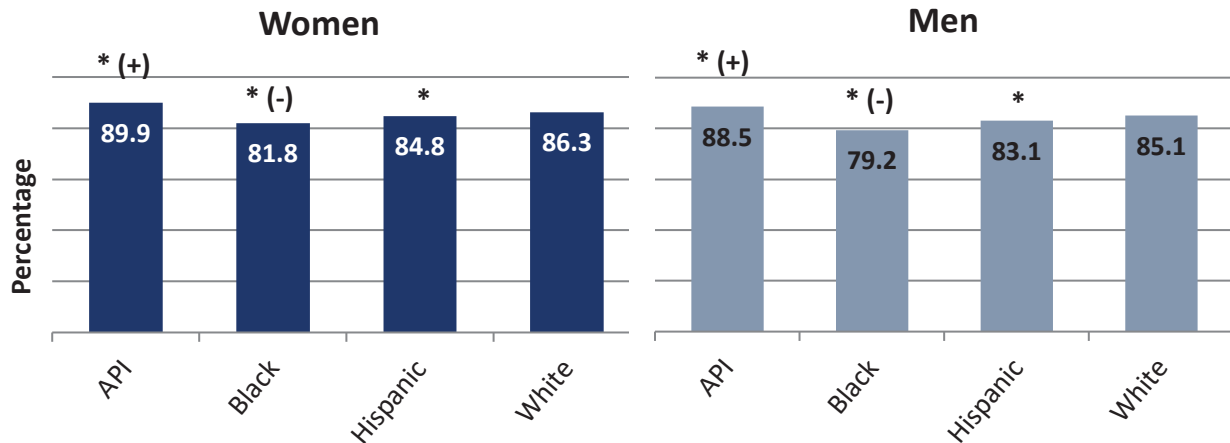 Women
* (+)
* (-)
*
Percentage
89.9
81.8
84.8
86.3
API
Black
Hispanic
White
Men
* (+)
* (-)
*
88.5
79.2
83.1
85.1
API
Black
Hispanic
White